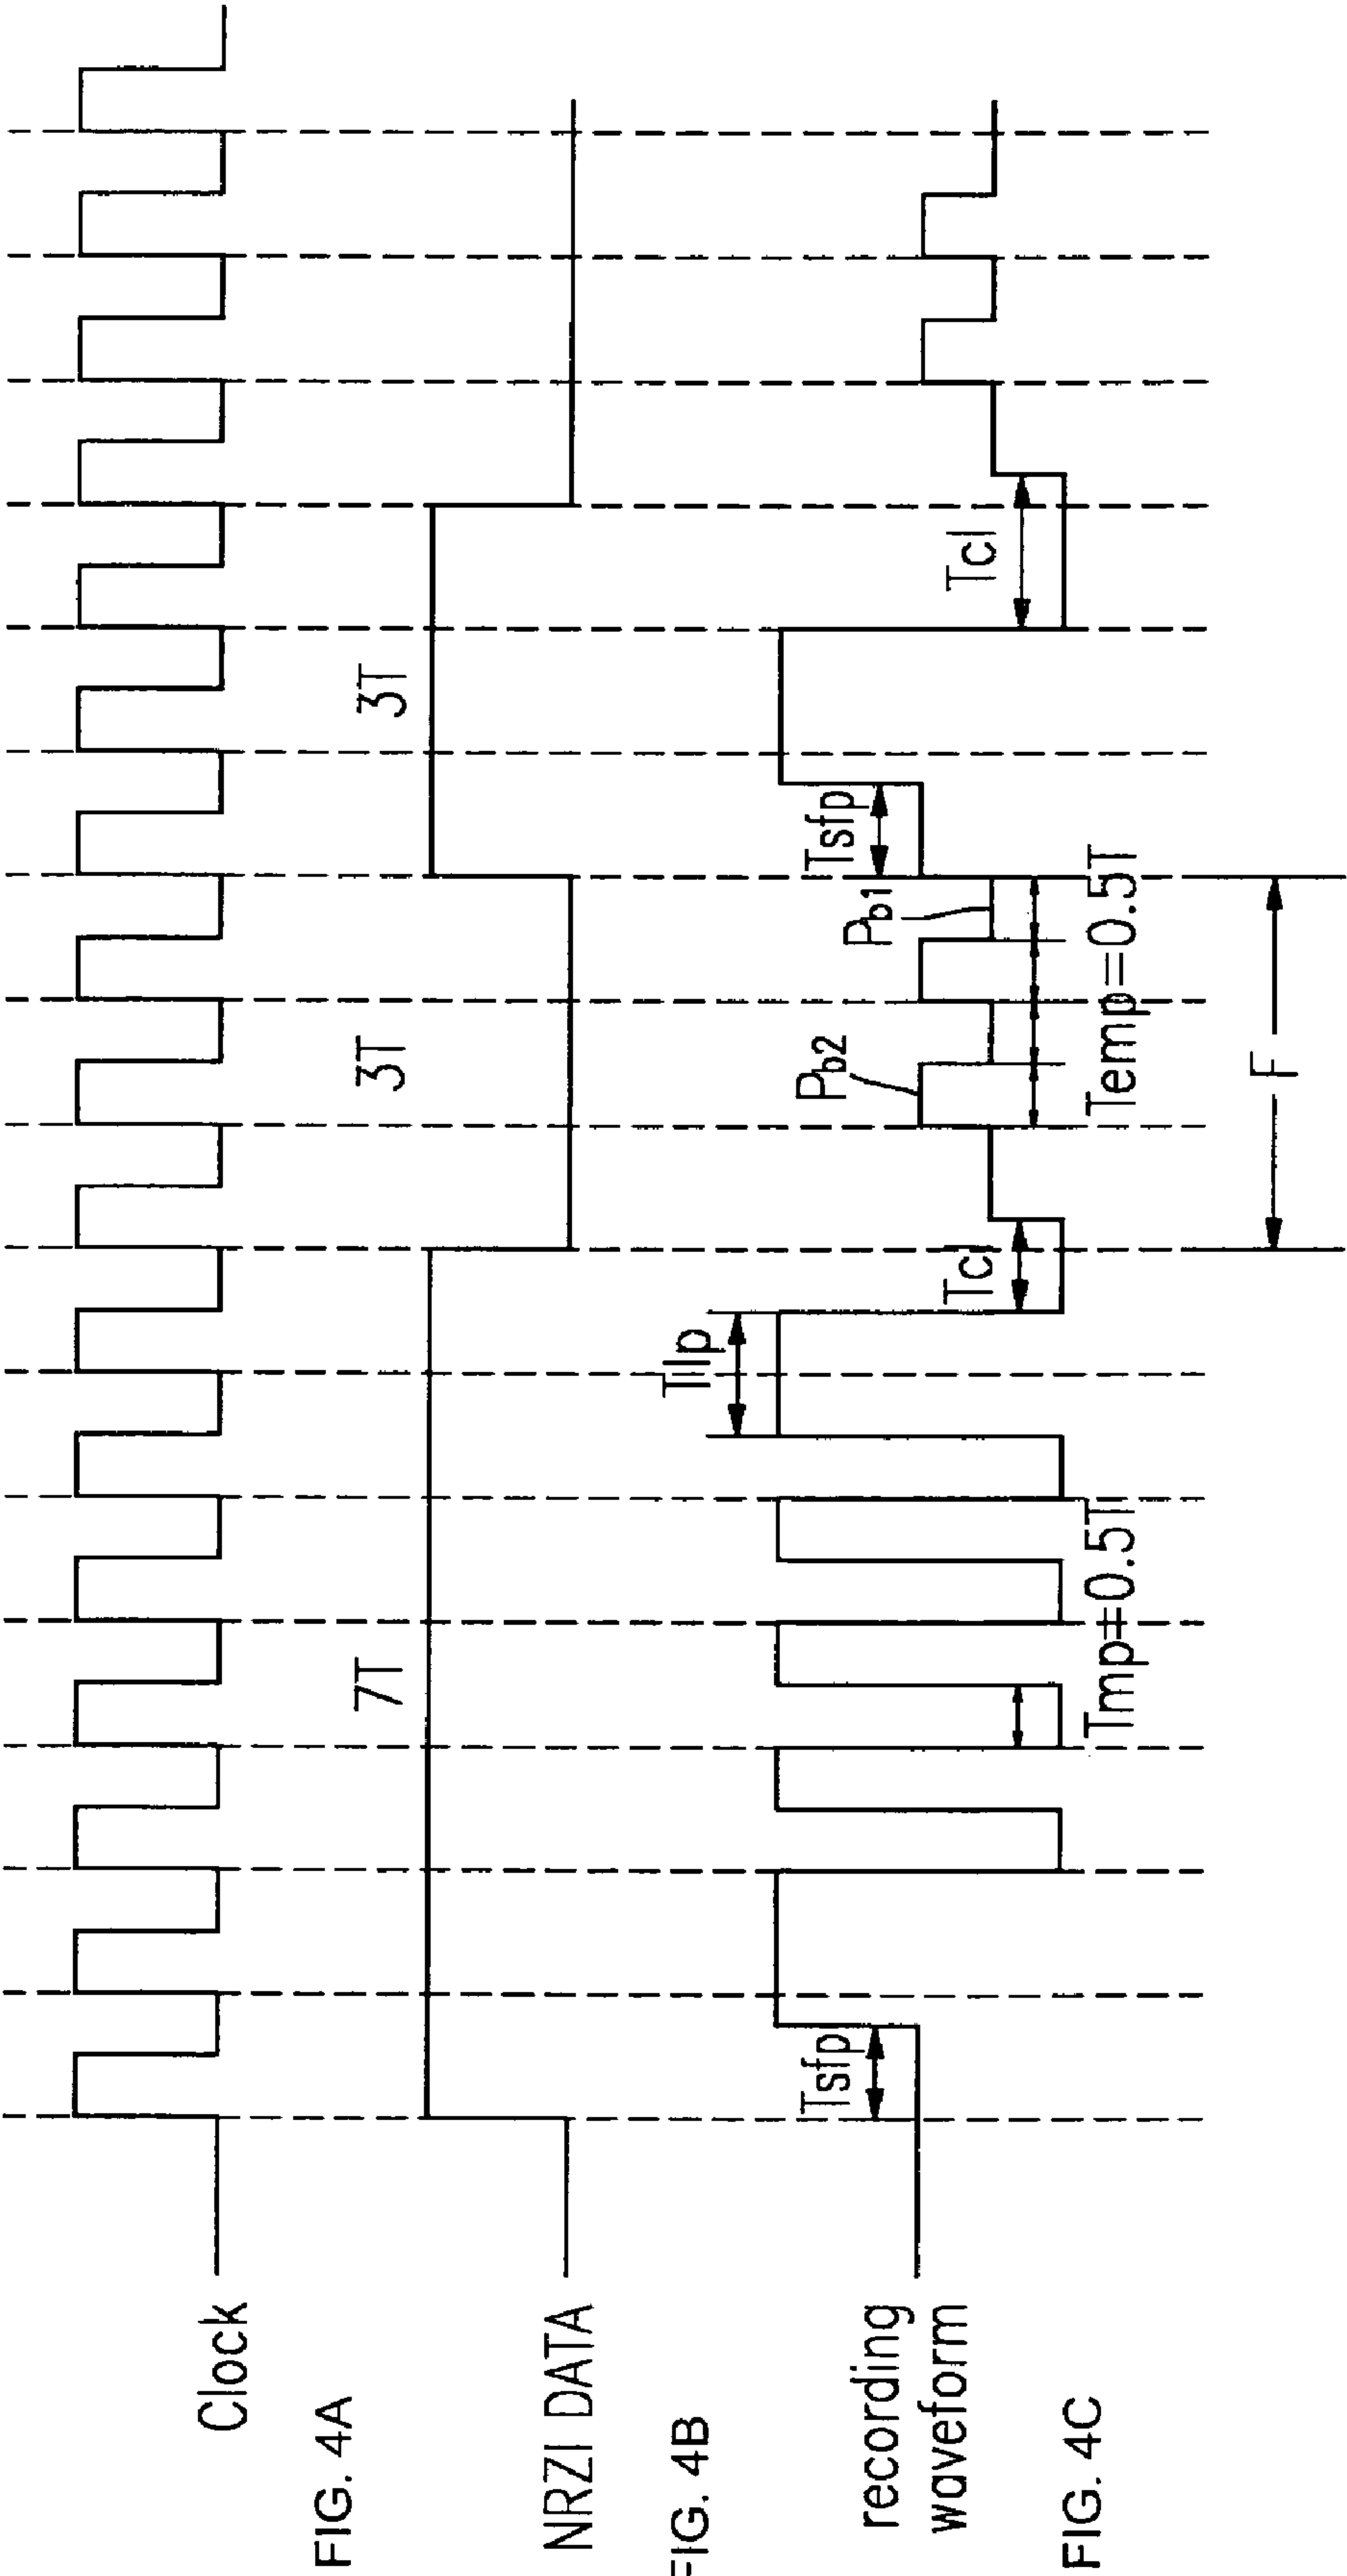 Clock
FIG. 4A
NRZI DATA
7T
3T
3T
FIG. 4B
recording
waveform
Tsfp
Tlp
Tcl
Pb2
Pb1
Tsfp
Tcl
Tmp=0.5T
Temp=0.5T
F
FIG. 4C